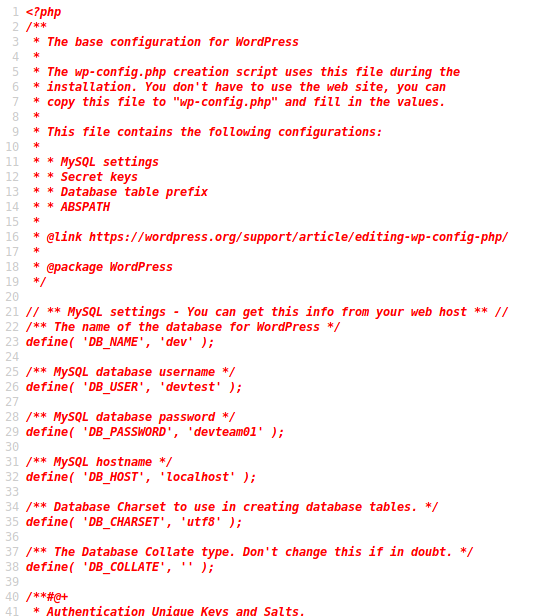 1 <?php
2 /**
3  * The base configuration for WordPress
4  *
5  * The wp-config.php creation script uses this file during the
6  * installation. You don't have to use the web site, you can
7  * copy this file to "wp-config.php" and fill in the values.
8  *
9  * This file contains the following configurations:
10  *
11  * * MySQL settings
12  * * Secret keys
13  * * Database table prefix
14  * * ABSPATH
15  *
16  * @link https://wordpress.org/support/article/editing-wp-config-php/
17  *
18  * @package WordPress
19  */
20
21 // ** MySQL settings - You can get this info from your web host ** //
22 /** The name of the database for WordPress */
23 define( 'DB_NAME', 'dev' );
24
25 /** MySQL database username */
26 define( 'DB_USER', 'devtest' );
27
28 /** MySQL database password */
29 define( 'DB_PASSWORD', 'devteam01' );
30
31 /** MySQL hostname */
32 define( 'DB_HOST', 'localhost' );
33
34 /** Database Charset to use in creating database tables. */
35 define( 'DB_CHARSET', 'utf8' );
36
37 /** The Database Collate type. Don't change this if in doubt. */
38 define( 'DB_COLLATE', '' );
39
40 /**#@+
41  * Authentication Unique Keys and Salts.